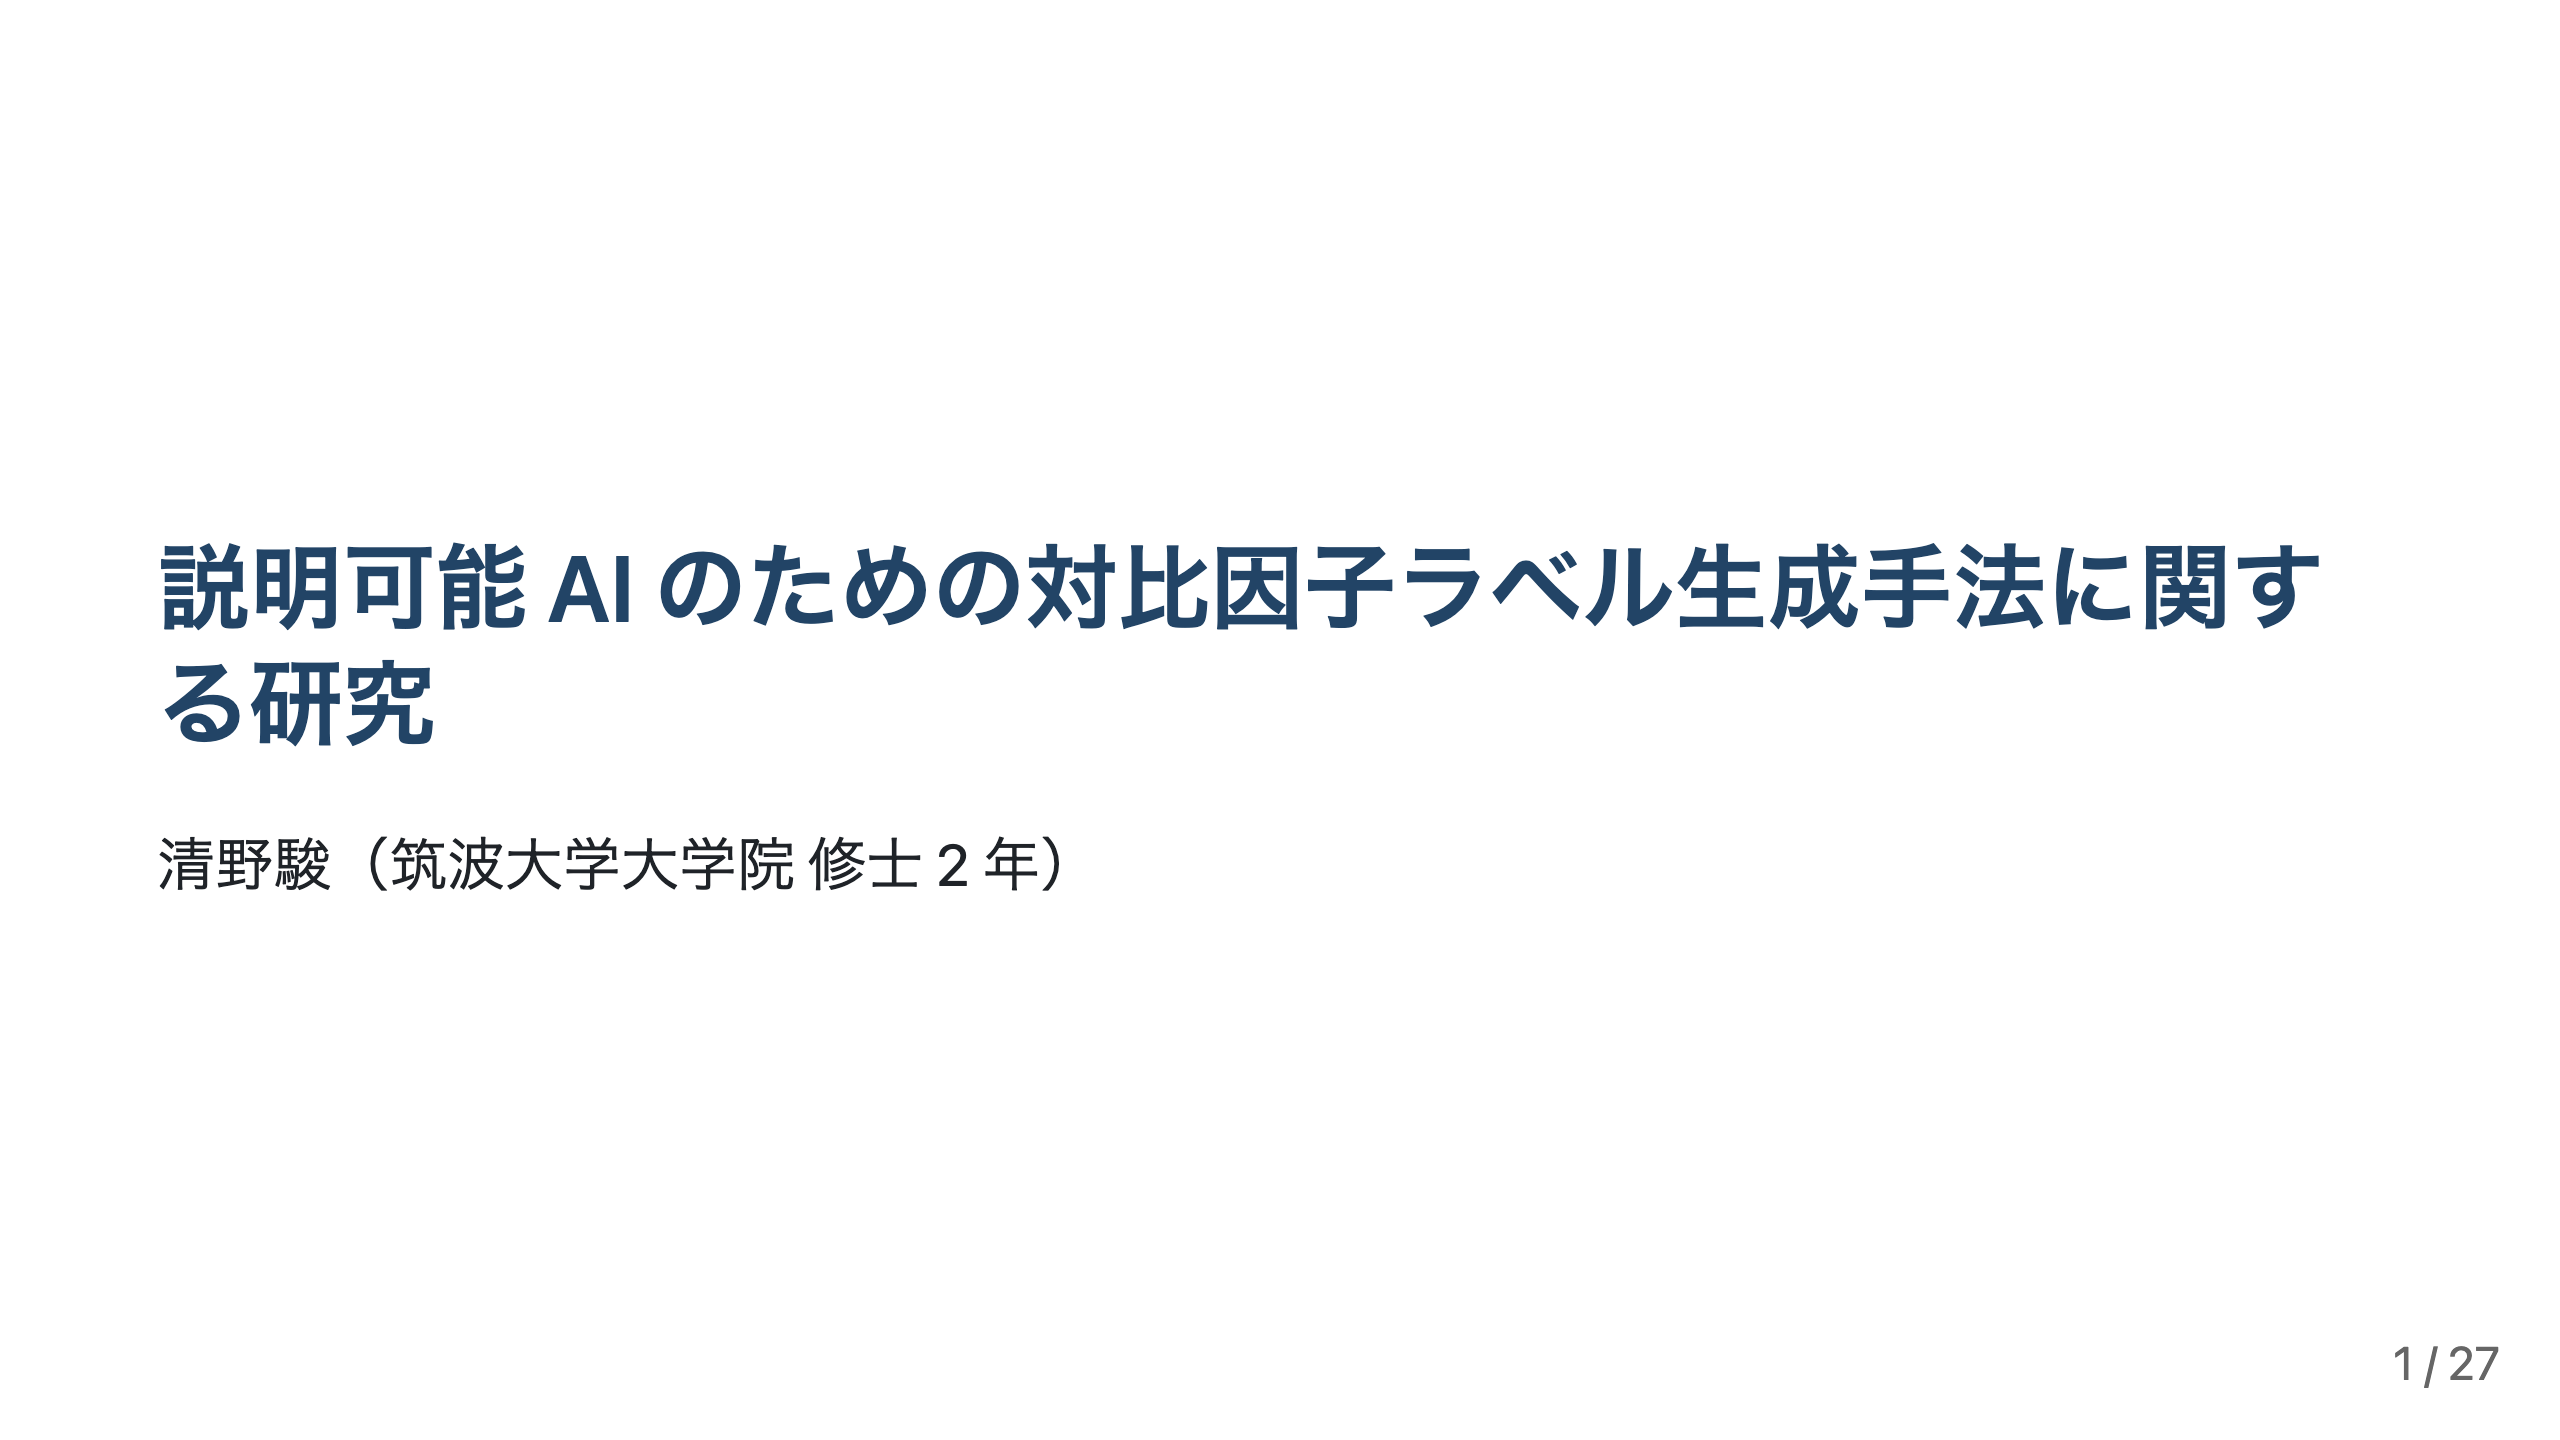 説明可能 AI のための対比因子ラベル生成手法に関す
る研究
清野駿（筑波大学大学院 修士 2 年）
1 / 27